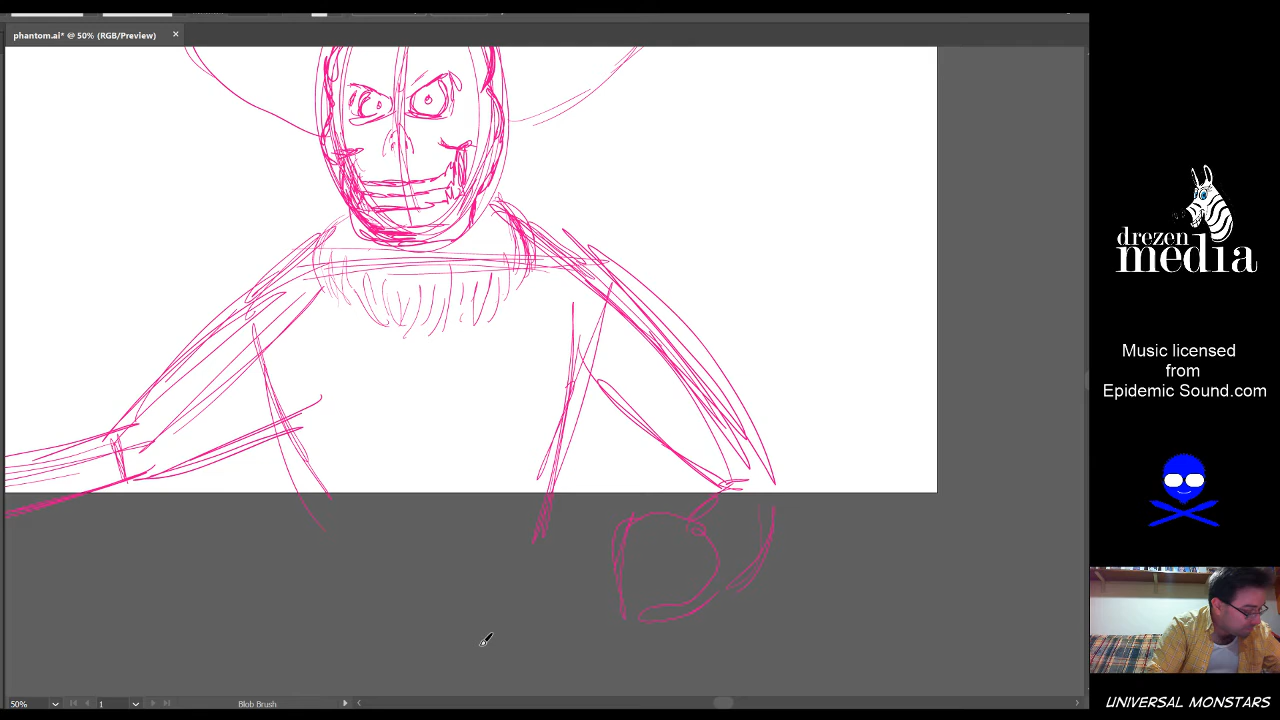 phantom.ai* @ 50% (RGB/Preview)
×
drezen
media
Music licensed
from
Epidemic Sound.com
50%
1
Blob Brush
UNIVERSAL MONSTARS